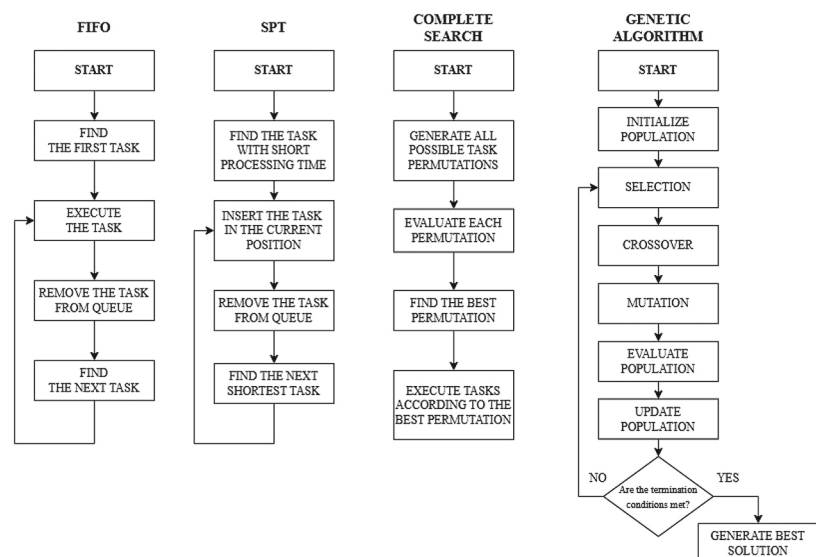 FIFO
START
FIND
THE FIRST TASK
EXECUTE
THE TASK
REMOVE THE TASK
FROM QUEUE
FIND
THE NEXT TASK
SPT
START
FIND THE TASK
WITH SHORT
PROCESSING TIME
INSERT THE TASK
IN THE CURRENT
POSITION
REMOVE THE TASK
FROM QUEUE
FIND THE NEXT
SHORTEST TASK
COMPLETE
SEARCH
START
GENERATE ALL
POSSIBLE TASK
PERMUTATIONS
EVALUATE EACH
PERMUTATION
FIND THE BEST
PERMUTATION
EXECUTE TASKS
ACCORDING TO THE
BEST PERMUTATION
GENETIC
ALGORITHM
START
INITIALIZE
POPULATION
SELECTION
CROSSOVER
MUTATION
EVALUATE
POPULATION
UPDATE
POPULATION
NO
YES
Are the termination
conditions met?
GENERATE BEST
SOLUTION